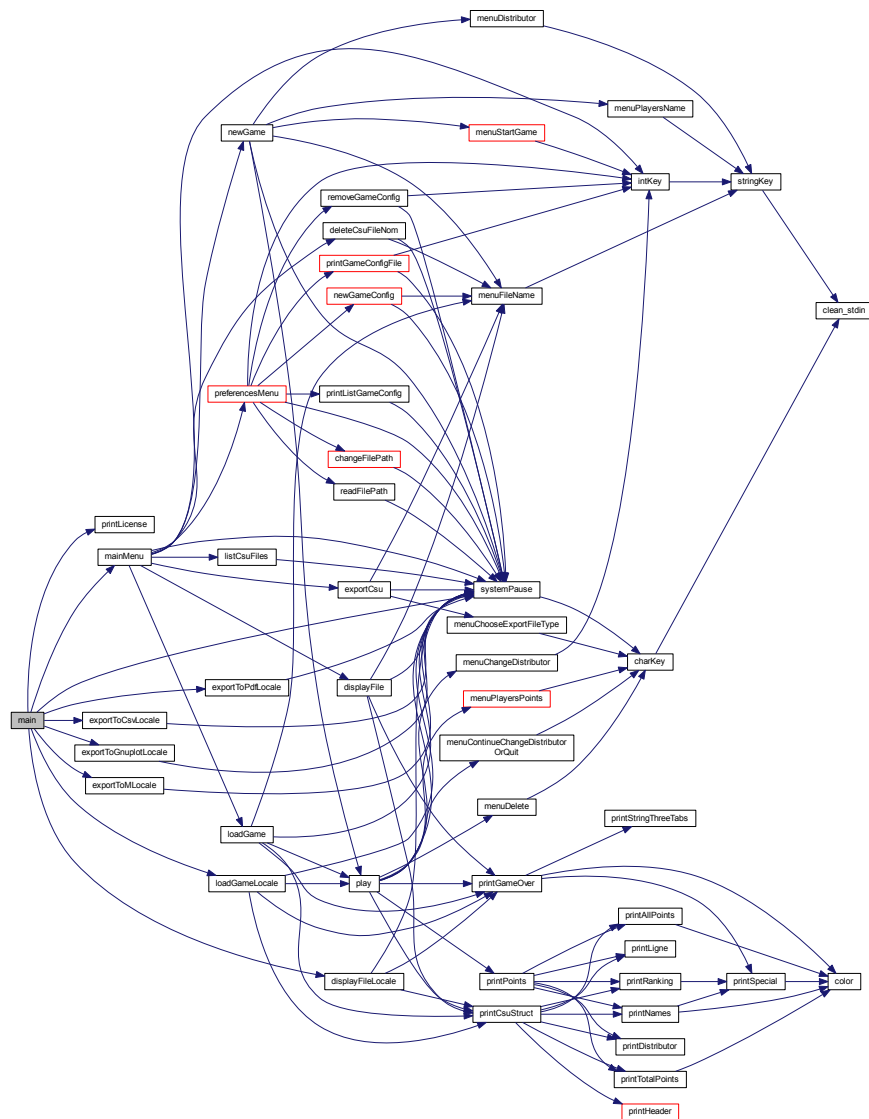 menuDistributor
menuPlayersName
newGame
menuStartGame
intKey
stringKey
removeGameConfig
deleteCsuFileNom
printGameConfigFile
newGameConfig
menuFileName
clean_stdin
preferencesMenu
printListGameConfig
changeFilePath
readFilePath
printLicense
mainMenu
listCsuFiles
exportCsu
systemPause
menuChooseExportFileType
menuChangeDistributor
charKey
exportToPdfLocale
displayFile
menuPlayersPoints
main
exportToCsvLocale
exportToGnuplotLocale
menuContinueChangeDistributor
OrQuit
exportToMLocale
menuDelete
printStringThreeTabs
loadGame
loadGameLocale
play
printGameOver
printAllPoints
printLigne
displayFileLocale
printPoints
printRanking
printSpecial
color
printCsuStruct
printNames
printDistributor
printTotalPoints
printHeader